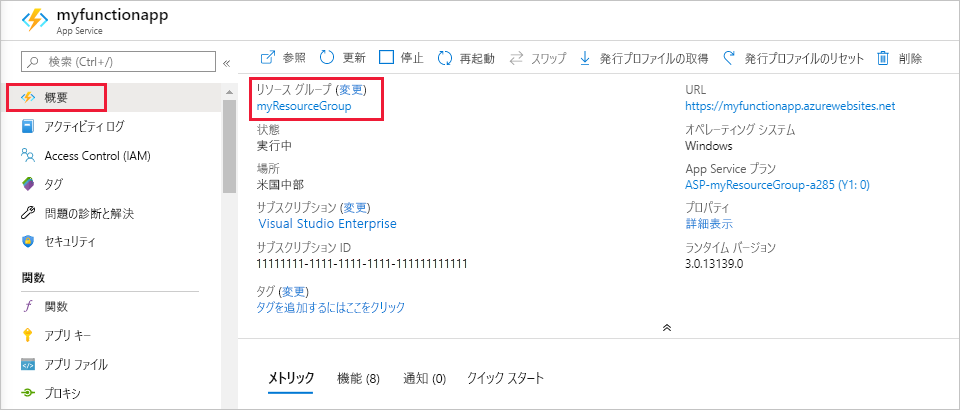 myfunctionapp
App Service
検索 (Ctrl+/)
«
概要
アクティビティ ログ
Access Control (IAM)
タグ
問題の診断と解決
セキュリティ
関数
関数
アプリ キー
アプリ ファイル
プロキシ
参照
更新
停止
再起動
スワップ
発行プロファイルの取得
発行プロファイルのリセット
削除
リソース グループ (変更)
myResourceGroup
状態
実行中
場所
米国中部
サブスクリプション (変更)
Visual Studio Enterprise
サブスクリプション ID
11111111-1111-1111-1111-111111111111
タグ (変更)
タグを追加するにはここをクリック
URL
https://myfunctionapp.azurewebsites.net
オペレーティング システム
Windows
App Service プラン
ASP-myResourceGroup-a285 (Y1: 0)
プロパティ
詳細表示
ランタイム バージョン
3.0.13139.0
メトリック
機能 (8)
通知 (0)
クイック スタート